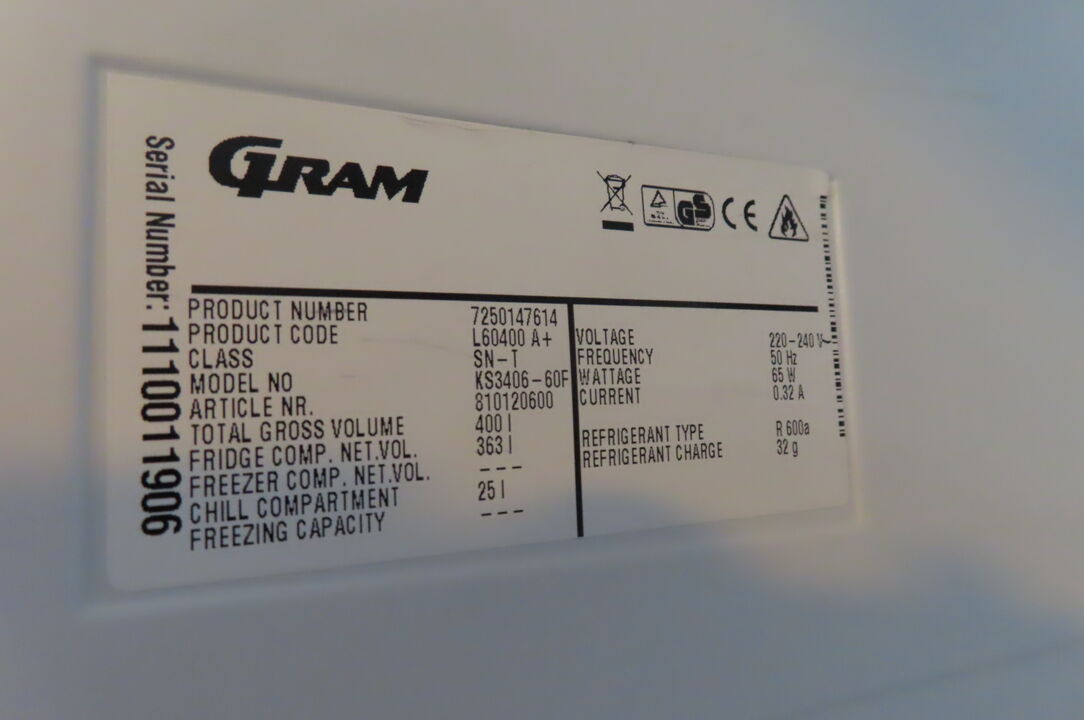 GRAM
Serial Number: 1110011906
PRODUCT NUMBER 7250147614
PRODUCT CODE L60400 A+
CLASS SN-T
MODEL NO KS3406-60F
ARTICLE NR. 810120600
TOTAL GROSS VOLUME 400 l
FRIDGE COMP. NET.VOL. 363 l
FREEZER COMP. NET.VOL. ---
CHILL COMPARTMENT 25 l
FREEZING CAPACITY ---
GS CE
VOLTAGE 220-240 V~
FREQUENCY 50 Hz
WATTAGE 65 W
CURRENT 0.32 A
REFRIGERANT TYPE R 600a
REFRIGERANT CHARGE 32 g